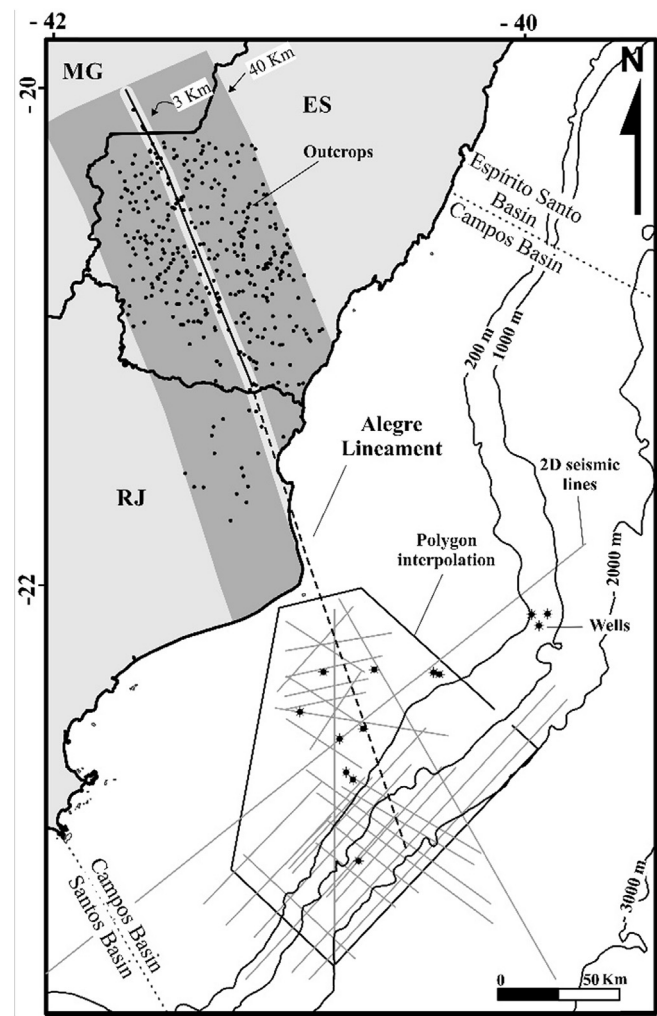 - 42
- 40
- 20
MG
3 Km
40 Km
ES
N
Outcrops
Espírito Santo
Basin
Campos Basin
200 m
1000 m
Alegre
Lineament
2D seismic
lines
RJ
Polygon
interpolation
2000 m
- 22
Wells
Campos Basin
Santos Basin
3000 m
0
50 Km